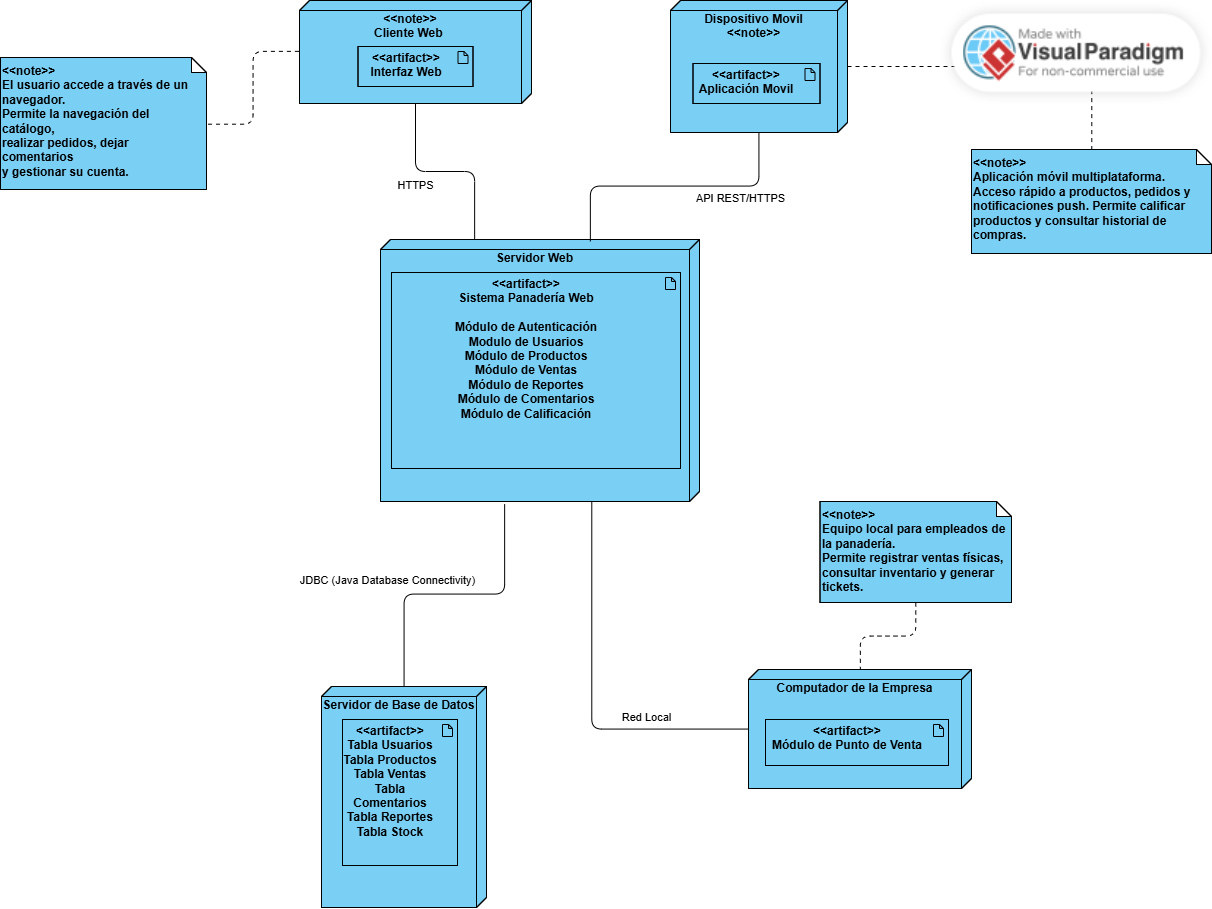 <<note>>
Cliente Web
<<artifact>>
Interfaz Web
Dispositivo Movil
<<note>>
<<artifact>>
Aplicación Movil
Made with
Visual Paradigm
For non-commercial use
<<note>>
El usuario accede a través de un
navegador.
Permite la navegación del
catálogo,
realizar pedidos, dejar
comentarios
y gestionar su cuenta.
<<note>>
Aplicación móvil multiplataforma.
Acceso rápido a productos, pedidos y
notificaciones push. Permite calificar
productos y consultar historial de
compras.
HTTPS
API REST/HTTPS
Servidor Web
<<artifact>>
Sistema Panadería Web
Módulo de Autenticación
Modulo de Usuarios
Módulo de Productos
Módulo de Ventas
Módulo de Reportes
Módulo de Comentarios
Módulo de Calificación
<<note>>
Equipo local para empleados de
la panadería.
Permite registrar ventas físicas,
consultar inventario y generar
tickets.
JDBC (Java Database Connectivity)
Red Local
Computador de la Empresa
<<artifact>>
Módulo de Punto de Venta
Servidor de Base de Datos
<<artifact>>
Tabla Usuarios
Tabla Productos
Tabla Ventas
Tabla
Comentarios
Tabla Reportes
Tabla Stock